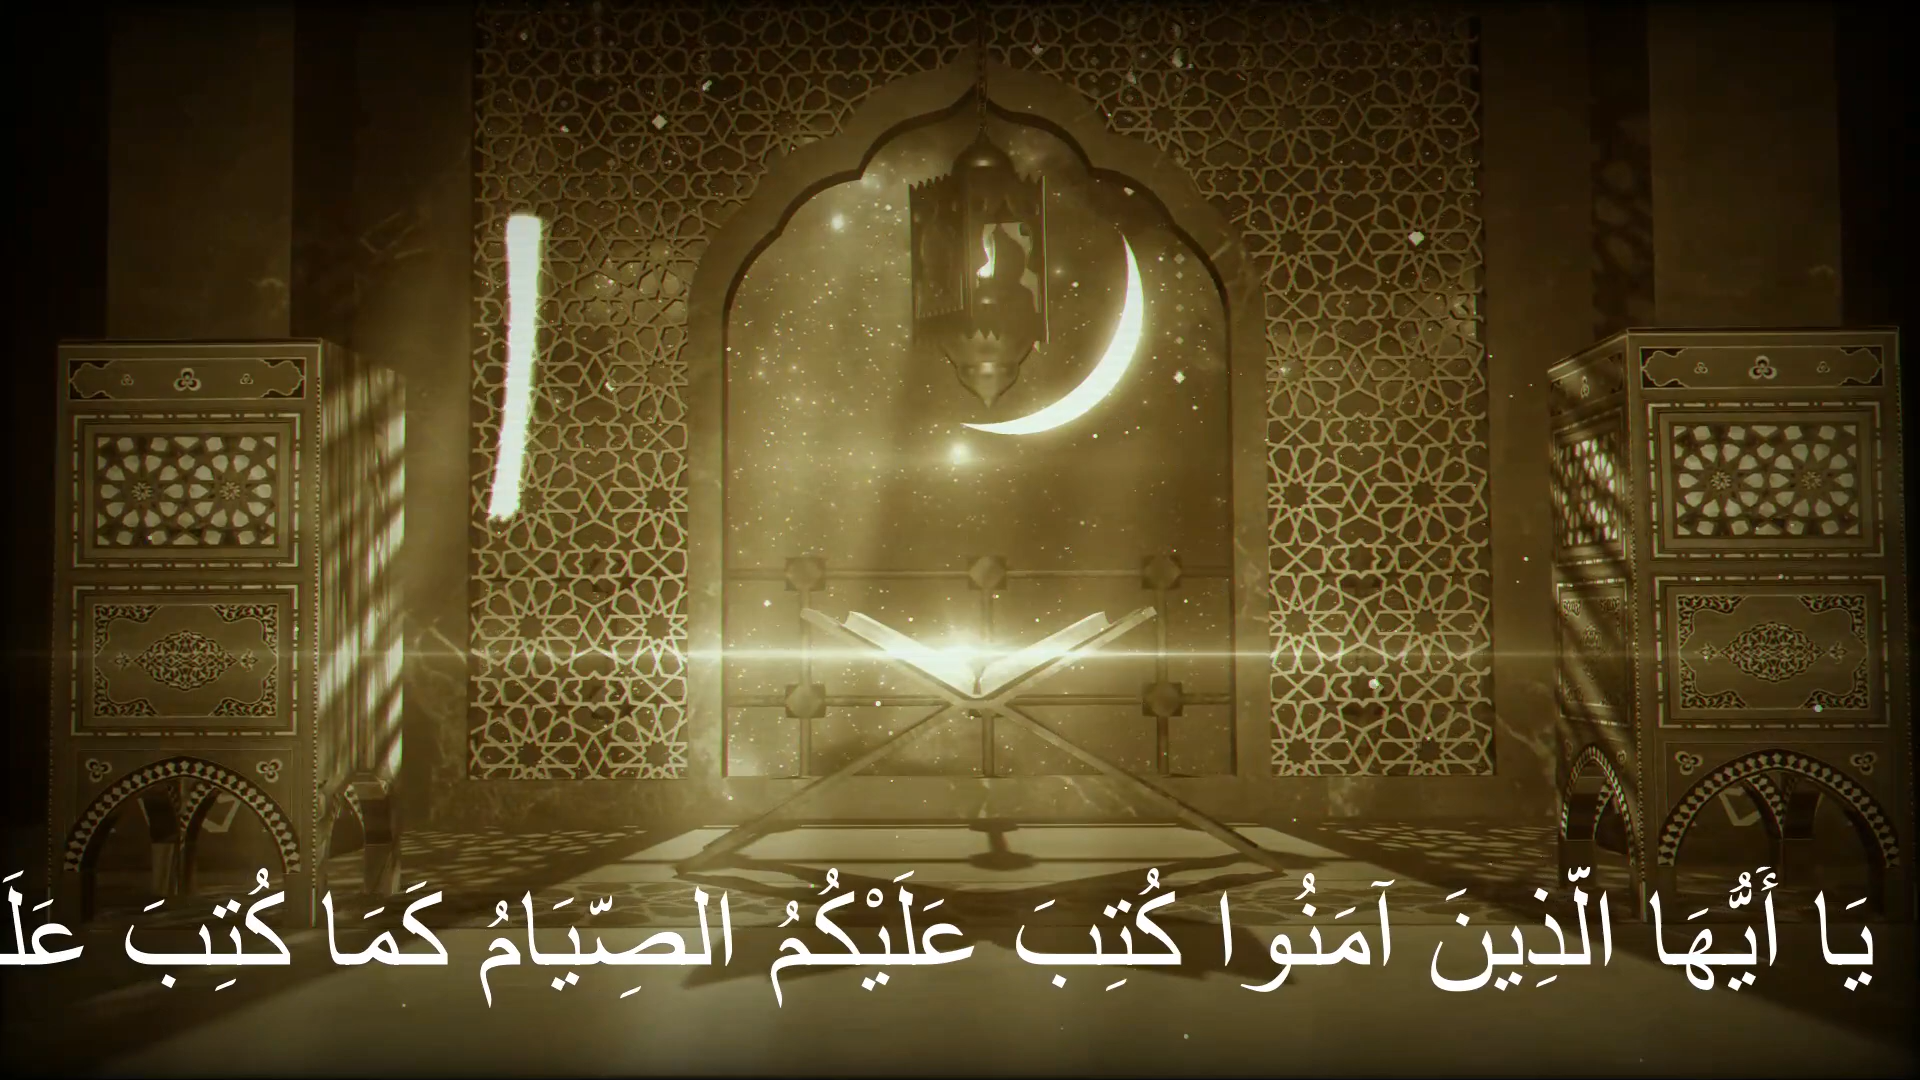 يَا أَيُّهَا الَّذِينَ آمَنُوا كُتِبَ عَلَيْكُمُ الصِّيَامُ كَمَا كُتِبَ عَلَ